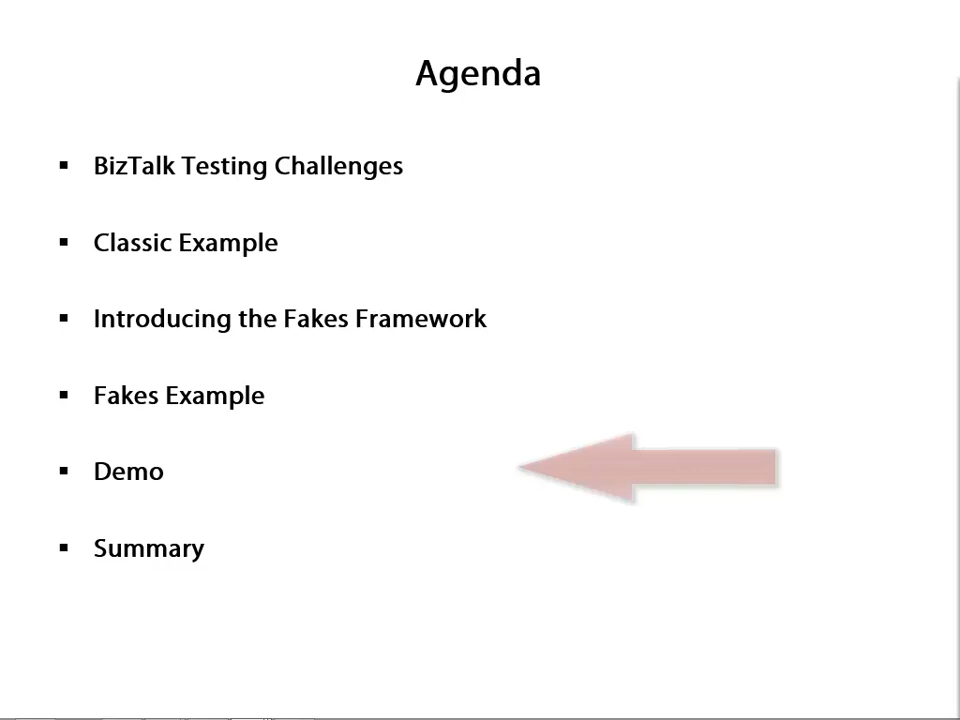 Agenda
▪ BizTalk Testing Challenges
▪ Classic Example
▪ Introducing the Fakes Framework
▪ Fakes Example
▪ Demo
▪ Summary